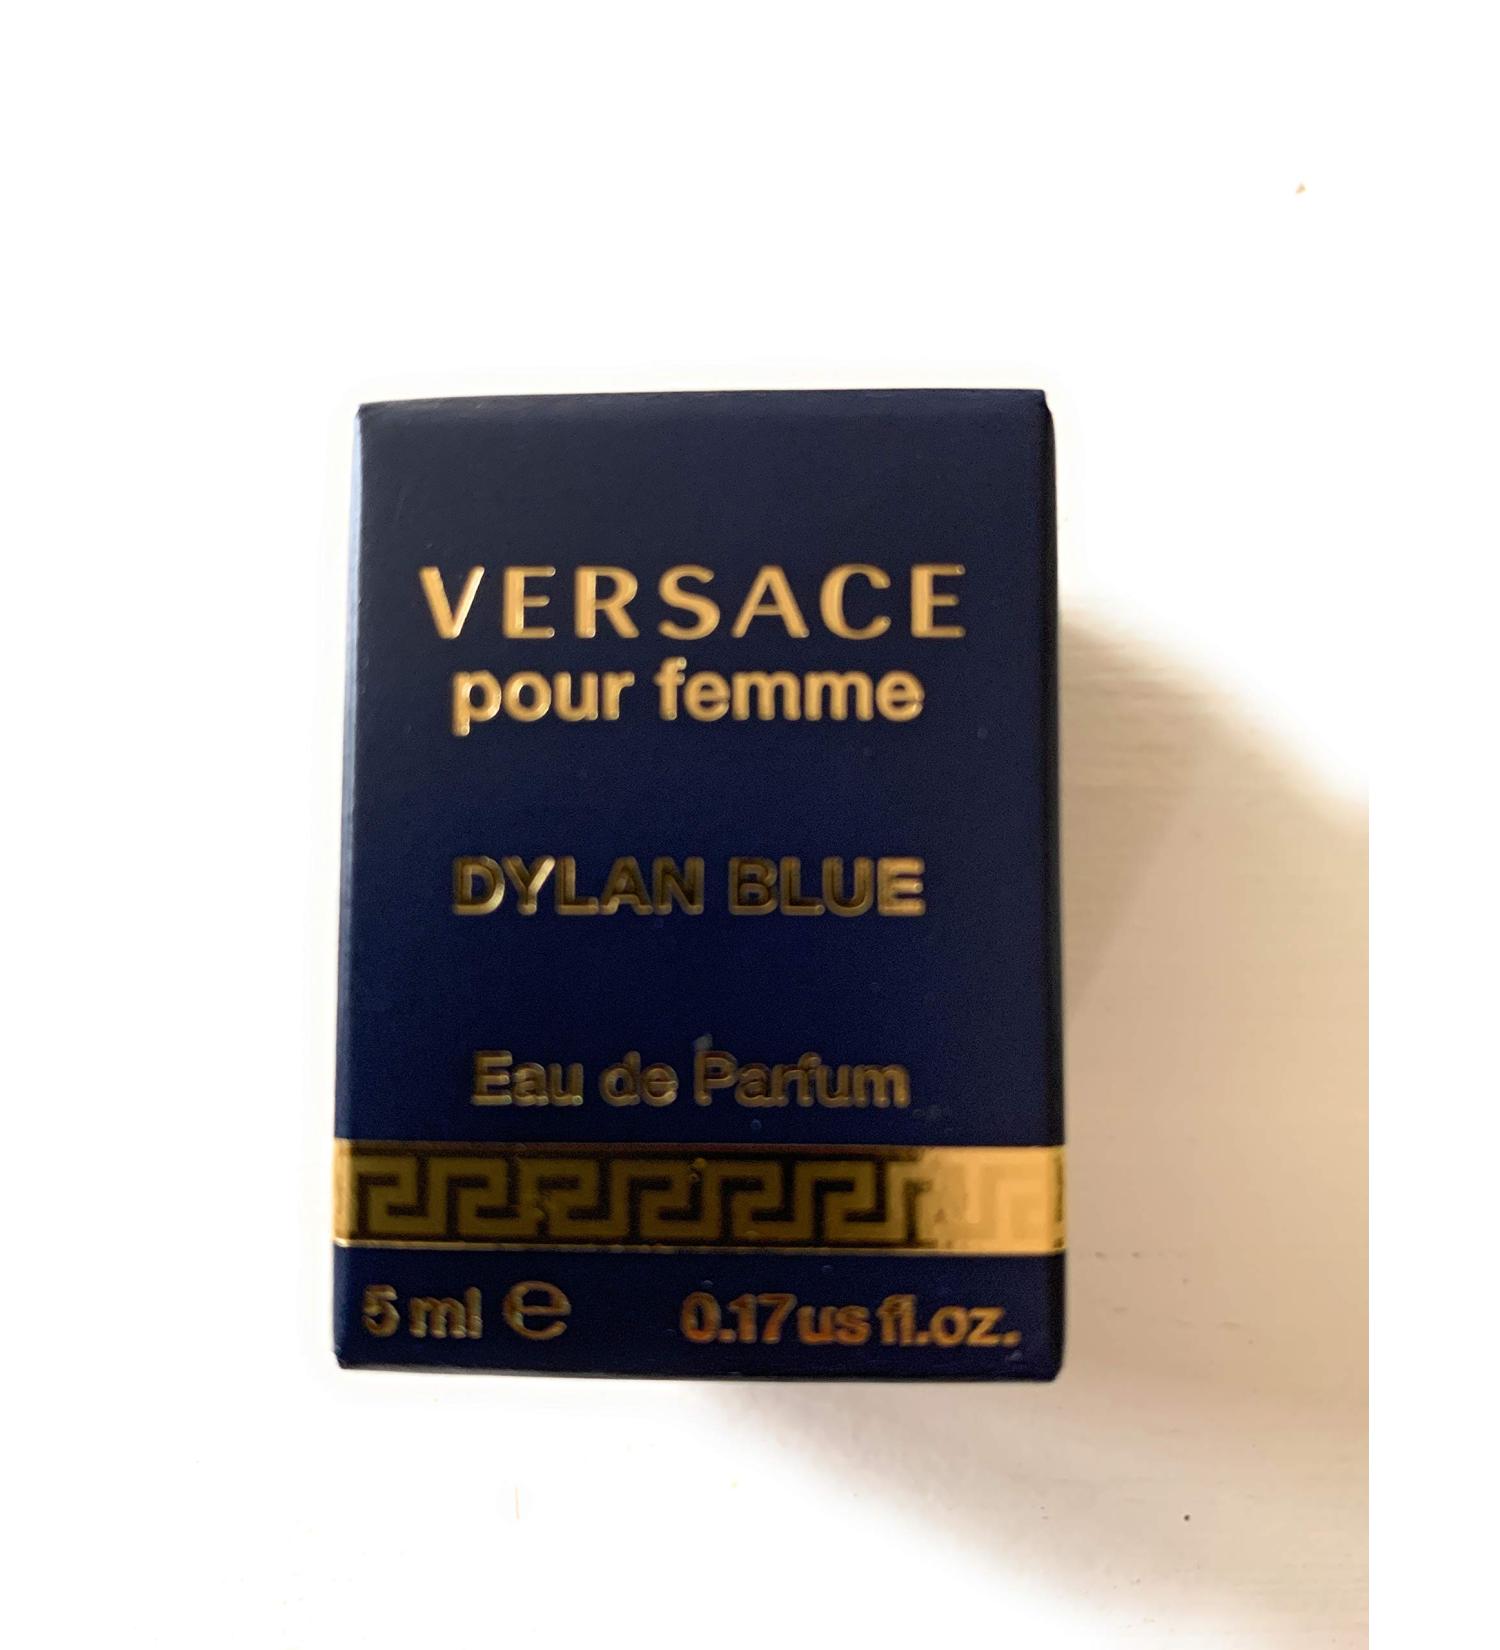 VERSACE
pour femme
DYLAN BLUE
Eau de Parfum
5 ml ℮ 0.17 us fl.oz.